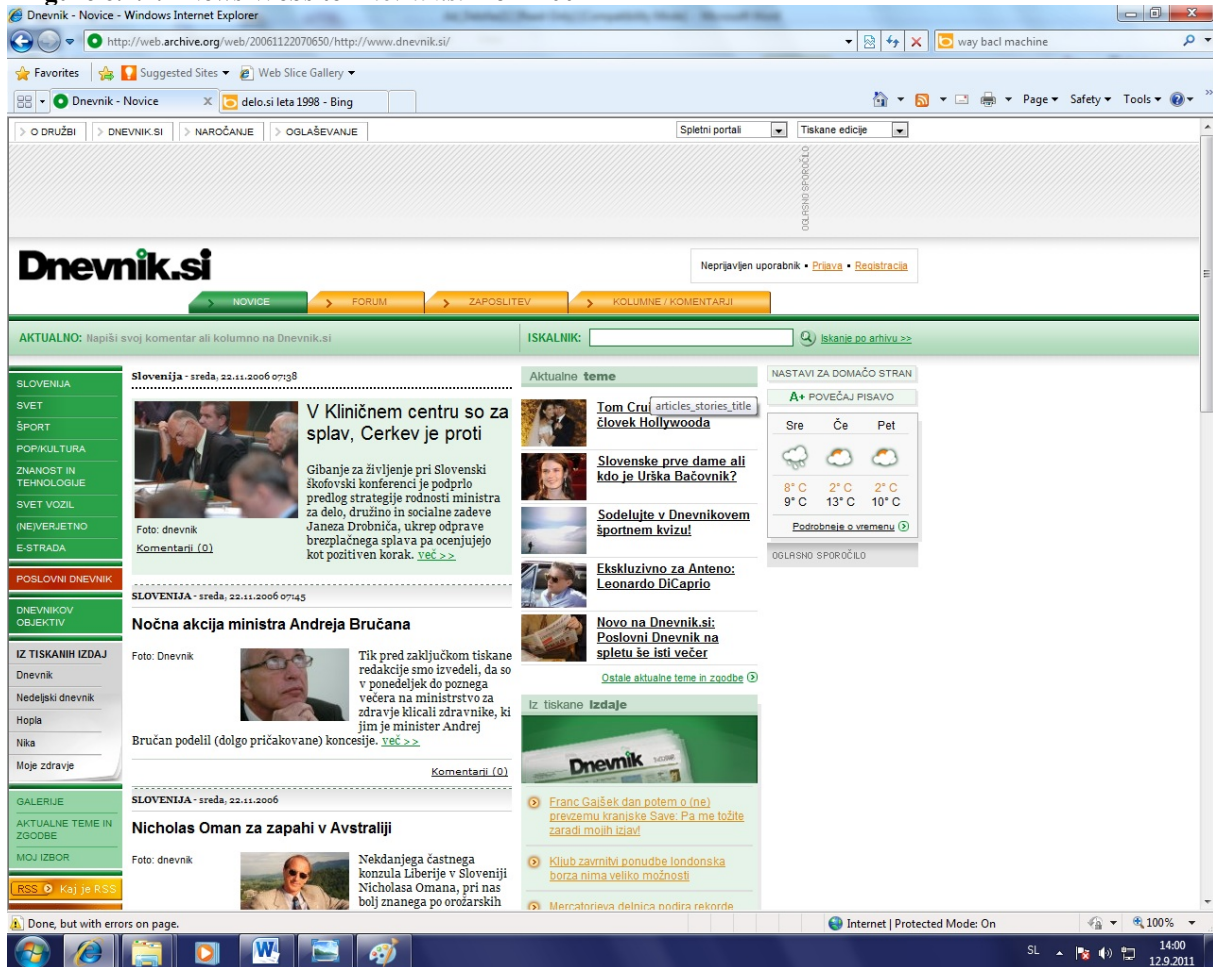 Dnevnik - Novice - Windows Internet Explorer
http://web.archive.org/web/20061122070650/http://www.dnevnik.si/
way bacl machine
Favorites
Suggested Sites
Web Slice Gallery
Dnevnik - Novice
X
delo.si leta 1998 - Bing
Page
Safety
Tools
> O DRUŽBI
> DNEVNIK.SI
> NAROČANJE
> OGLAŠEVANJE
Spletni portali
Tiskane edicije
OGLASNO SPOROČILO
Dnevnik.si
Neprijavljen uporabnik • Prijava • Registracija
NOVICE
FORUM
ZAPOSLITEV
KOLUMNE / KOMENTARJI
AKTUALNO: Napiši svoj komentar ali kolumno na Dnevnik.si
ISKALNIK:
Iskanje po arhivu >>
SLOVENIJA
SVET
ŠPORT
POP/KULTURA
ZNANOST IN
TEHNOLOGIJE
SVET VOZIL
(NE)VERJETNO
E-STRADA
POSLOVNI DNEVNIK
DNEVNIKOV
OBJEKTIV
IZ TISKANIH IZDAJ
Dnevnik
Nedeljski dnevnik
Hopla
Nika
Moje zdravje
GALERIJE
AKTUALNE TEME IN
ZGODBE
MOJ IZBOR
RSS Kaj je RSS
Slovenija - sreda, 22.11.2006 07:38
V Kliničnem centru so za
splav, Cerkev je proti
Gibanje za življenje pri Slovenski
škofovski konferenci je podprlo
predlog strategije rodnosti ministra
za delo, družino in socialne zadeve
Janeza Drobniča, ukrep odprave
brezplačnega splava pa ocenjujejo
kot pozitiven korak. več >>
Foto: dnevnik
Komentarji (0)
SLOVENIJA - sreda, 22.11.2006 07:45
Nočna akcija ministra Andreja Bručana
Foto: Dnevnik
Tik pred zaključkom tiskane
redakcije smo izvedeli, da so
v ponedeljek do poznega
večera na ministrstvo za
zdravje klicali zdravnike, ki
jim je minister Andrej
Bručan podelil (dolgo pričakovane) koncesije. več >>
Komentarji (0)
SLOVENIJA - sreda, 22.11.2006
Nicholas Oman za zapahi v Avstraliji
Foto: dnevnik
Nekdanjega častnega
konzula Liberije v Sloveniji
Nicholasa Omana, pri nas
bolj znanega po orožarskih
Aktualne teme
Tom Crui
articles_stories_title
človek Hollywooda
Slovenske prve dame ali
kdo je Urška Bačovnik?
Sodelujte v Dnevnikovem
športnem kvizu!
Ekskluzivno za Anteno:
Leonardo DiCaprio
Novo na Dnevnik.si:
Poslovni Dnevnik na
spletu še isti večer
Ostale aktualne teme in zgodbe
Iz tiskane Izdaje
Dnevnik
Franc Gajšek dan potem o (ne)
prevzemu kranjske Save: Pa me tožite
zaradi mojih izjav!
Kljub zavrnitvi ponudbe londonska
borza nima veliko možnosti
Mercatorjeva delnica podira rekorde
NASTAVI ZA DOMAČO STRAN
A+ POVEČAJ PISAVO
Sre Če Pet
8° C 2° C 2° C
9° C 13° C 10° C
Podrobneje o vremenu
OGLASNO SPOROČILO
Done, but with errors on page.
Internet | Protected Mode: On
100%
SL
14:00
12.9.2011